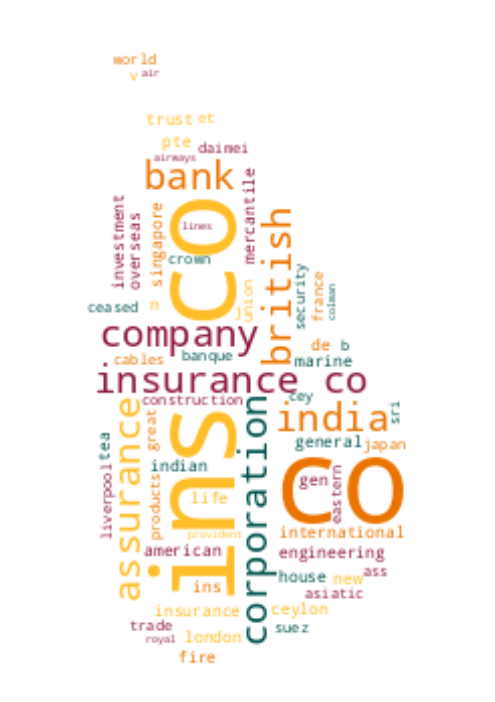 world
v air
trust et
pte
daimei
airways
bank
mercantile
investment
overseas
singapore
co
lines
british
crown
security
france
colman
union
ceased
n
company
de b
cables
banque
marine
insurance co
construction
cey
assurance
great
ins
corporation
india
sri
tea
liverpool
indian
general
japan
co
gen
eastern
products
life
provident
international
american
engineering
ins
house
new
ass
asiatic
insurance
ceylon
trade
royal
london
suez
fire